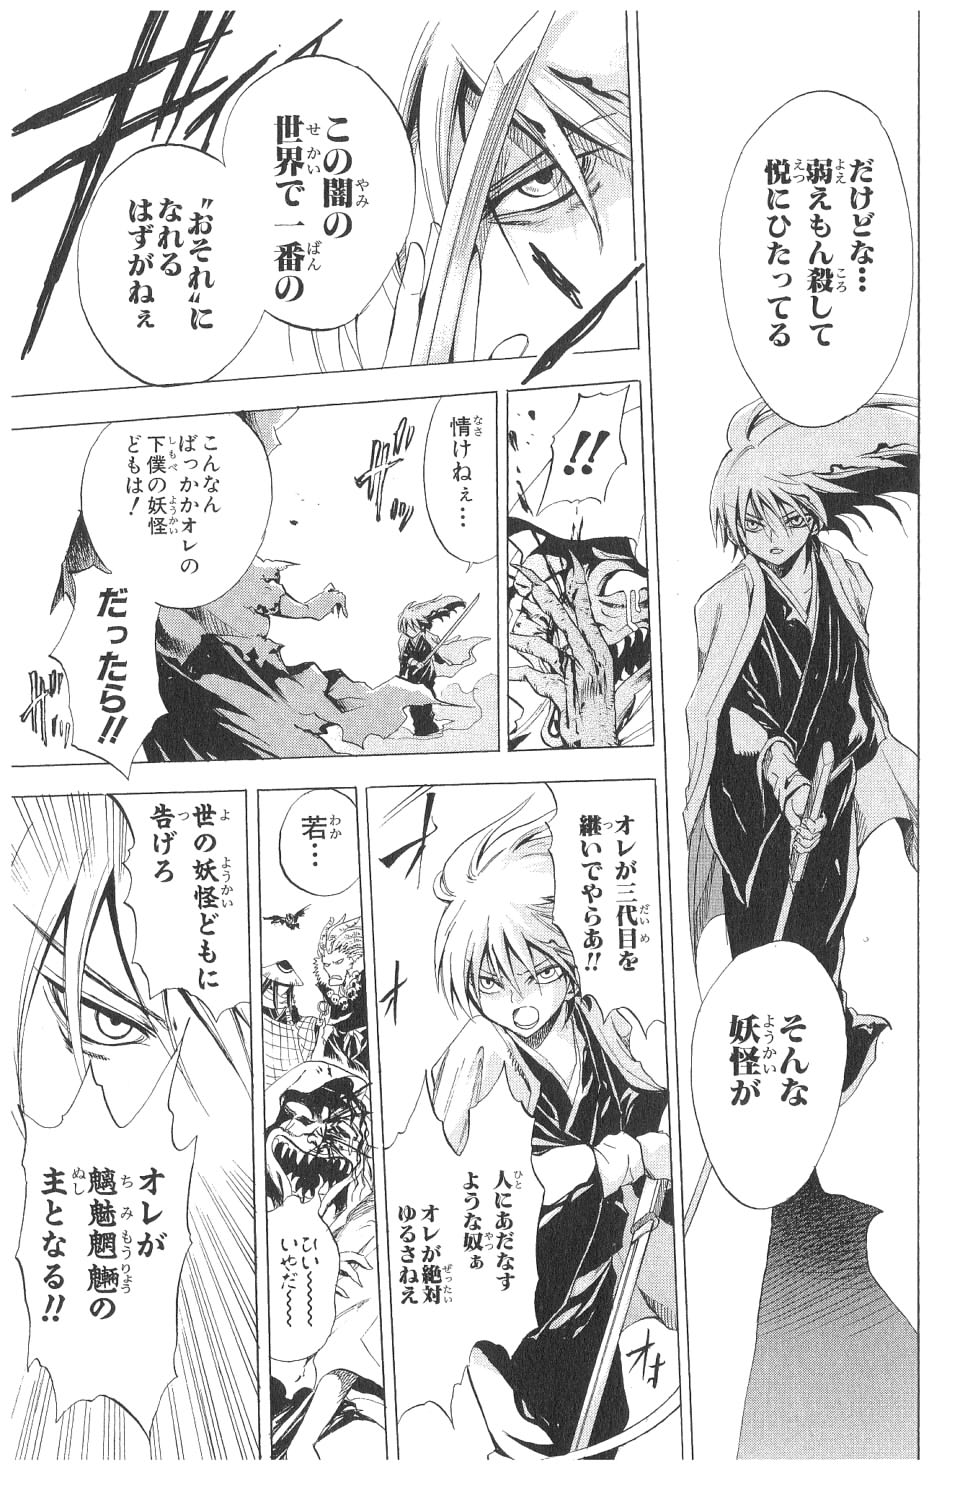 だけどな…
弱えもん殺して
悦にひたってる
そんな
妖怪が
この闇の
世界で一番の
"おそれ"に
なれる
はずがねぇ
!!
情けねぇ…
こんなん
ばっかかオレの
下僕の妖怪
どもは!
だったら!!
オレが三代目を
継いでやらあ!!
人にあだなす
ような奴ぁ
オレが絶対
ゆるさねえ
オオ
オォ
若…
ひい〜〜
いやだ〜〜〜
世の妖怪どもに
告げろ
オレが
魑魅魍魎の
主となる!!